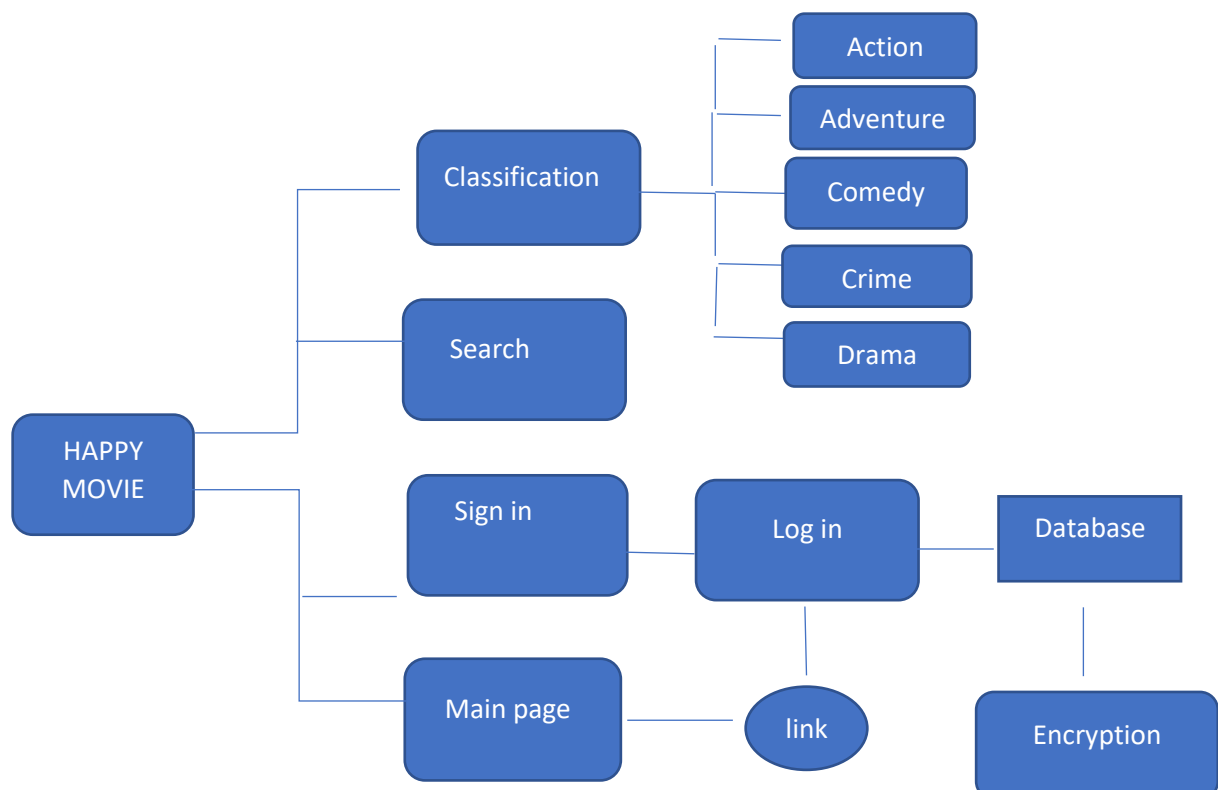 Action
Adventure
Classification
Comedy
Crime
Search
Drama
HAPPY
MOVIE
Sign in
Log in
Database
Main page
link
Encryption